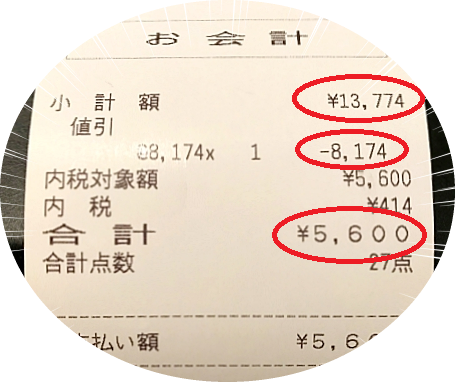 お会計
小計額 ¥13,774
値引
@8,174x 1 -8,174
内税対象額 ¥5,600
内 税 ¥414
合計 ¥5,600
合計点数 27点
払い額 ¥5,60